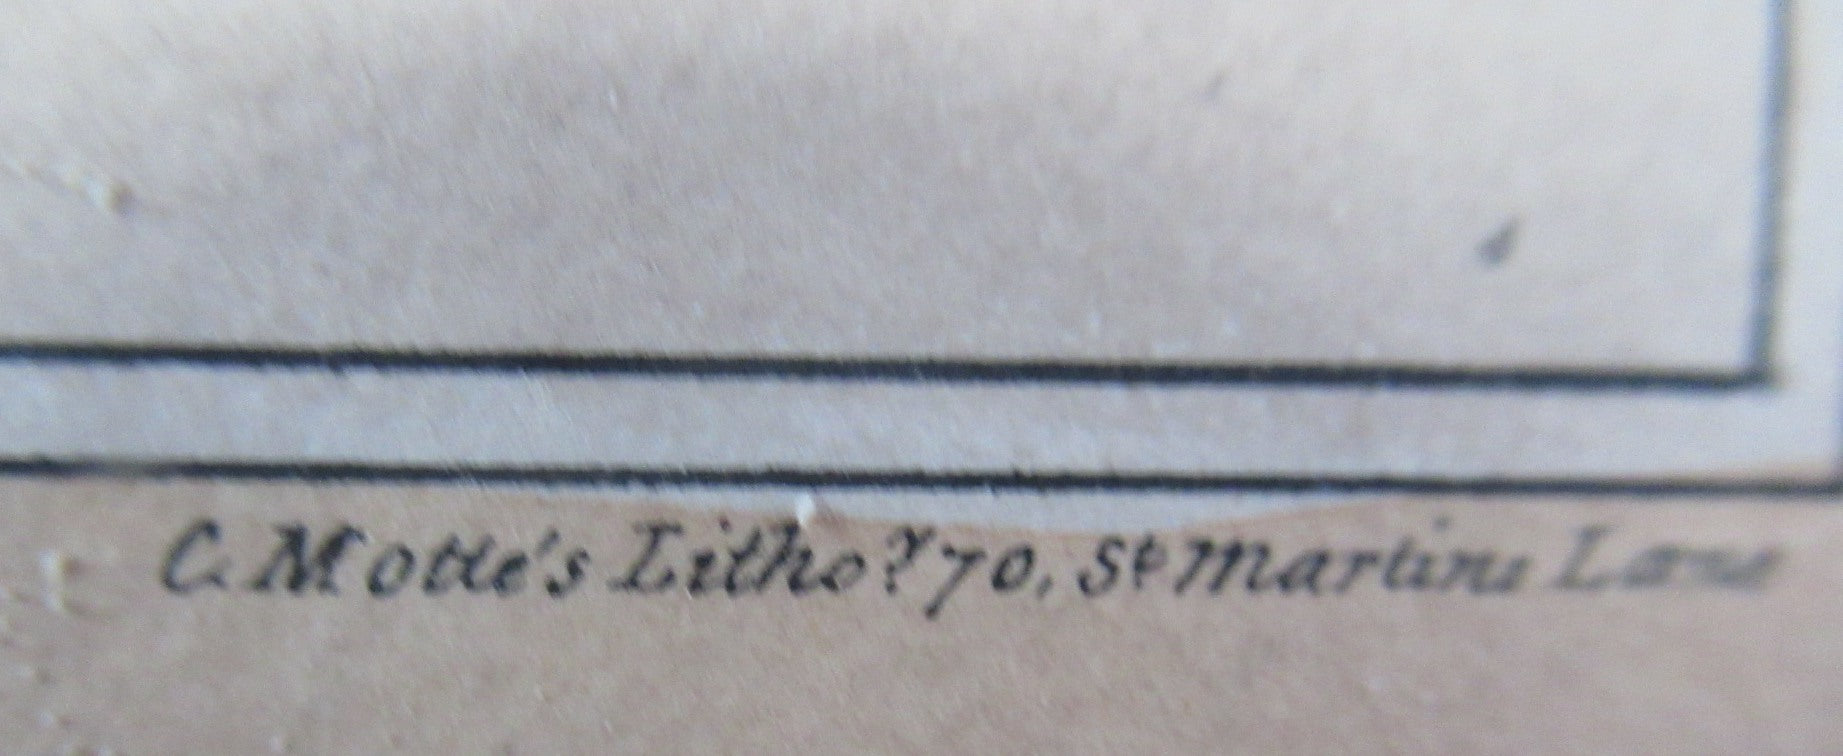 C. Motte's Litho.y 70, St Martins Lane